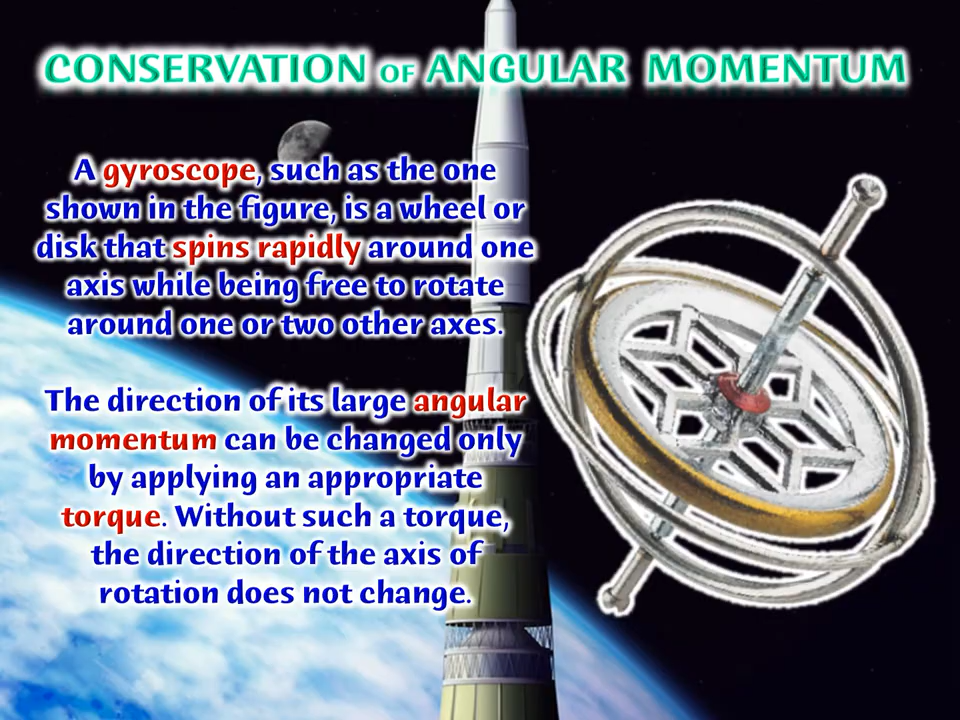 CONSERVATION OF ANGULAR MOMENTUM
A gyroscope, such as the one
shown in the figure, is a wheel or
disk that spins rapidly around one
axis while being free to rotate
around one or two other axes.
The direction of its large angular
momentum can be changed only
by applying an appropriate
torque. Without such a torque,
the direction of the axis of
rotation does not change.